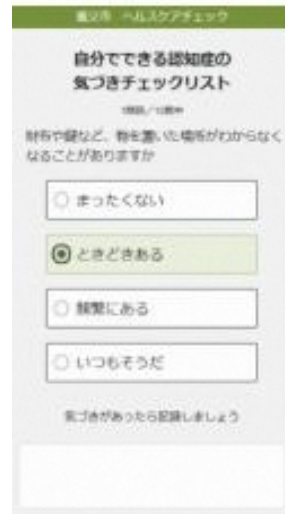 ヘルスケアチェック
自分でできる認知症の
気づきチェックリスト
財布や鍵など、物を置いた場所がわからなく
なることがありますか
まったくない
ときどきある
頻繁にある
いつもそうだ
気づきがあったら記録しましょう